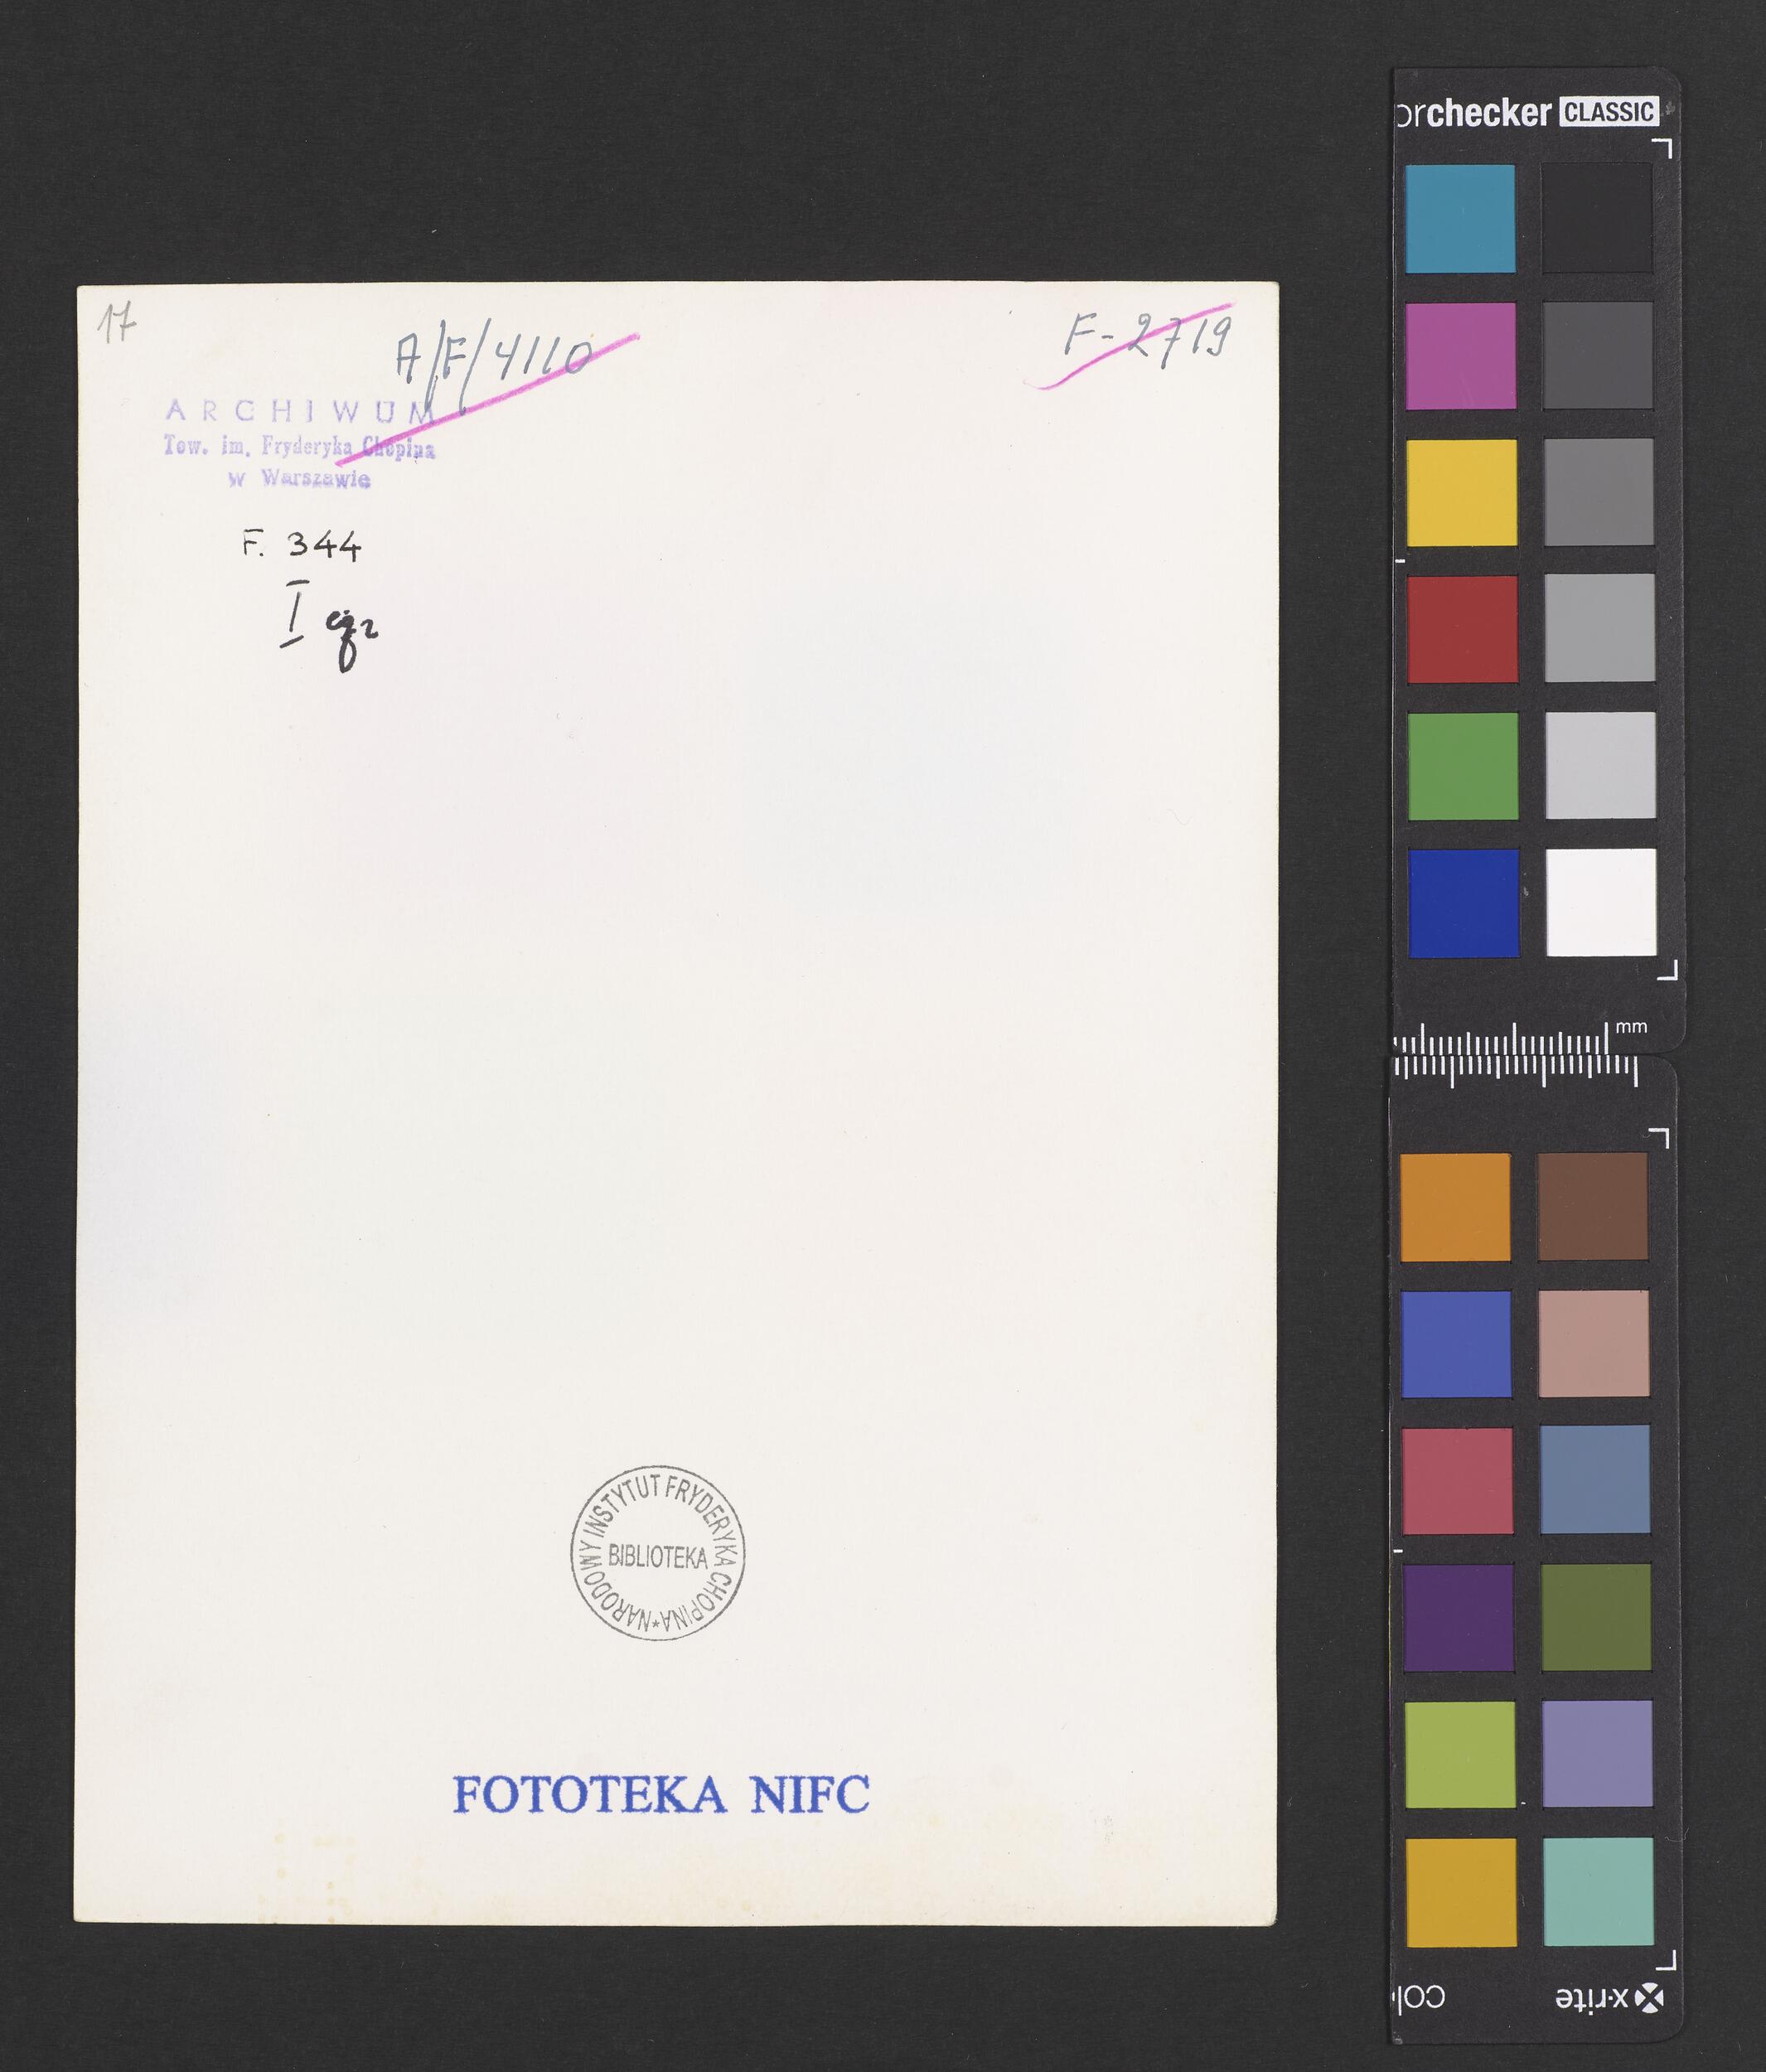 17
A/F/4110
F-2719
ARCHIWUM
Tow. im. Fryderyka Chopina
w Warszawie
F. 344
I egz
NARODOWY INSTYTUT FRYDERYKA CHOPINA*
BIBLIOTEKA
FOTOTEKA NIFC
orchecker CLASSIC
mm
col
x-rite